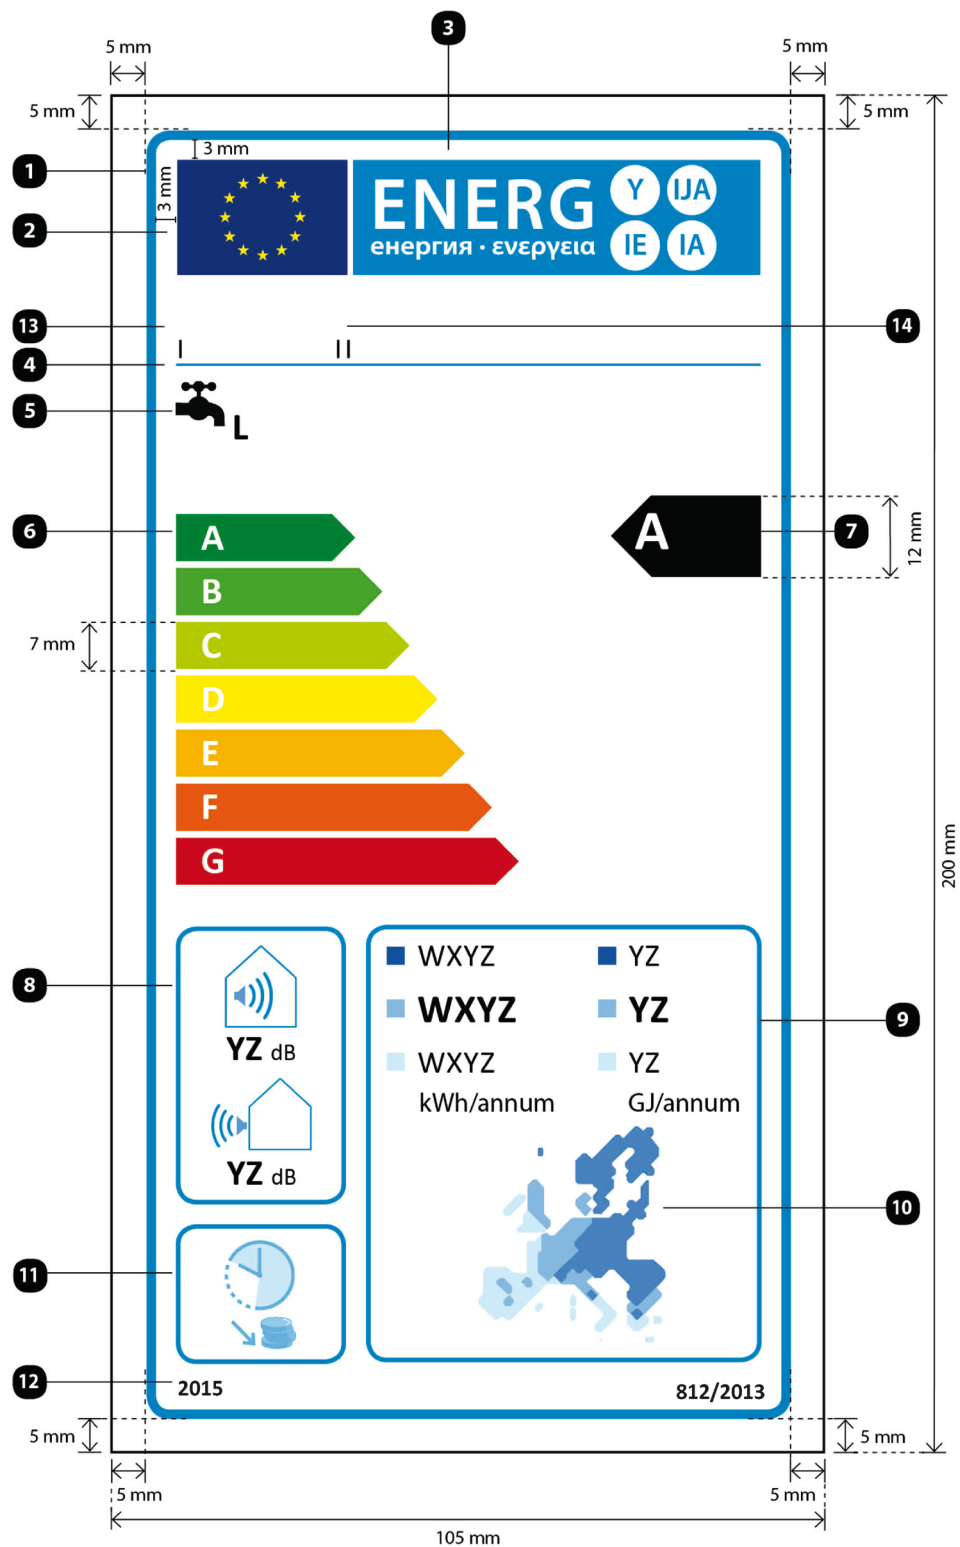 3
5 mm
5 mm
5 mm
5 mm
3 mm
1
3 mm
2
ENERG
енергия · ενεργεια
Y
IJA
IE
IA
13
14
I
II
4
5
L
6
A
A
7
12 mm
B
7 mm
C
D
E
F
G
200 mm
8
YZ dB
YZ dB
WXYZ
YZ
WXYZ
YZ
9
WXYZ
YZ
kWh/annum
GJ/annum
10
11
12
2015
812/2013
5 mm
5 mm
5 mm
5 mm
105 mm